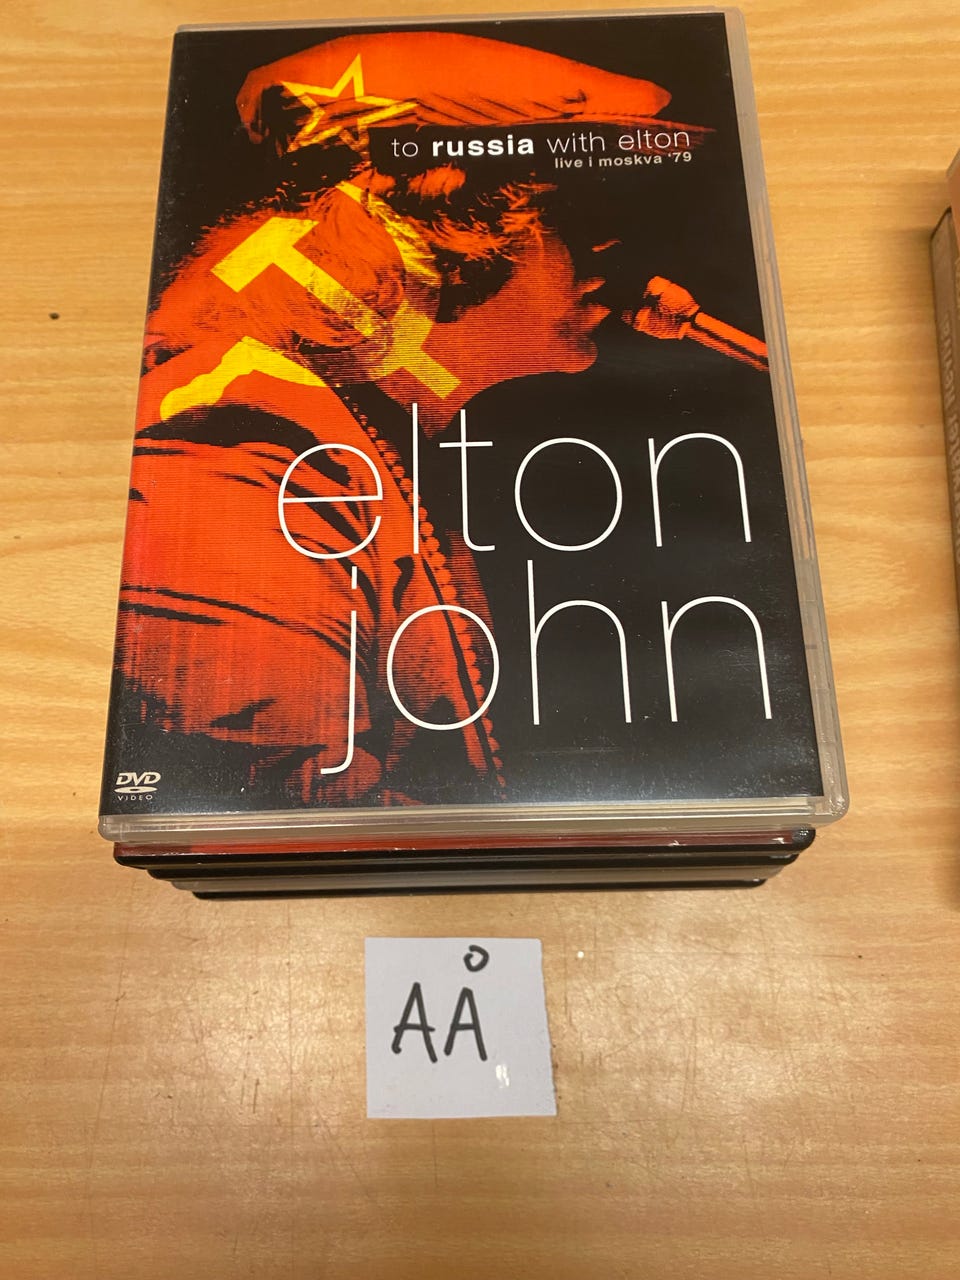 to russia with elton
live i moskva '79
elton
john
DVD
VIDEO
AÅ